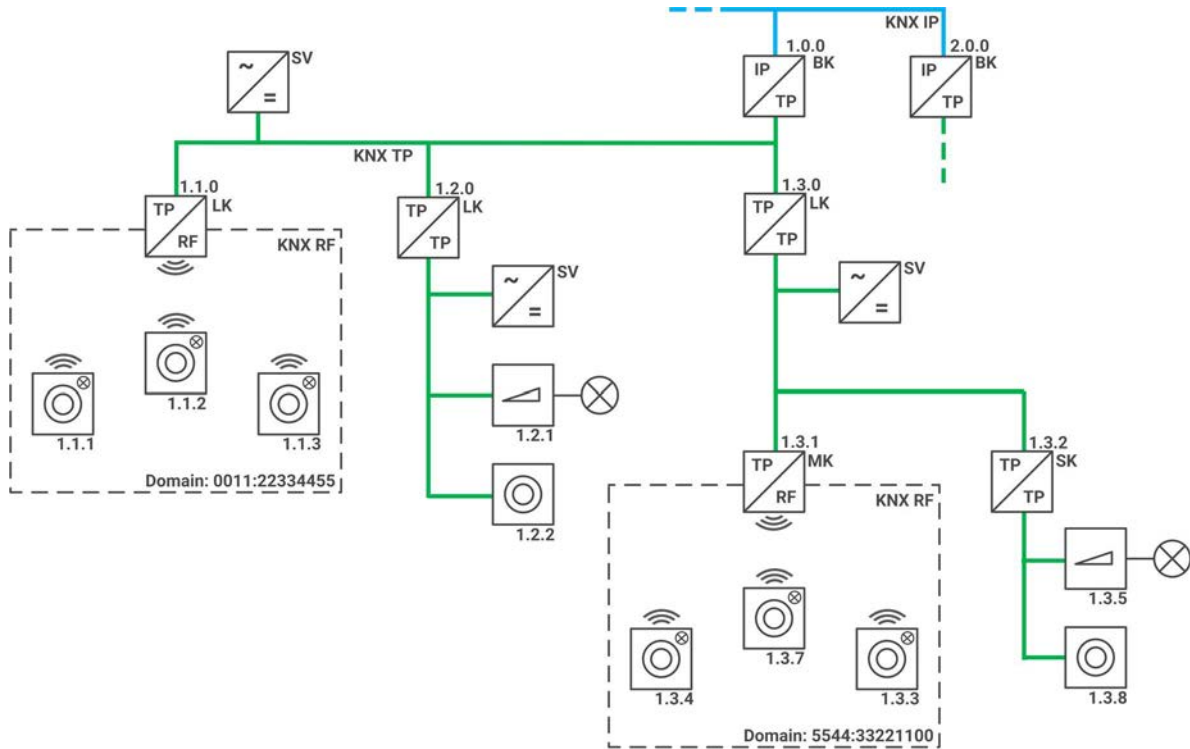 KNX IP
1.0.0
BK
IP
TP
2.0.0
BK
IP
TP
SV
~
=
KNX TP
1.1.0
LK
TP
RF
KNX RF
1.1.1
1.1.2
1.1.3
Domain: 0011:22334455
1.2.0
LK
TP
TP
SV
~
=
1.2.1
1.2.2
1.3.0
LK
TP
TP
SV
~
=
1.3.1
MK
TP
RF
KNX RF
1.3.4
1.3.7
1.3.3
Domain: 5544:33221100
1.3.2
SK
TP
TP
1.3.5
1.3.8